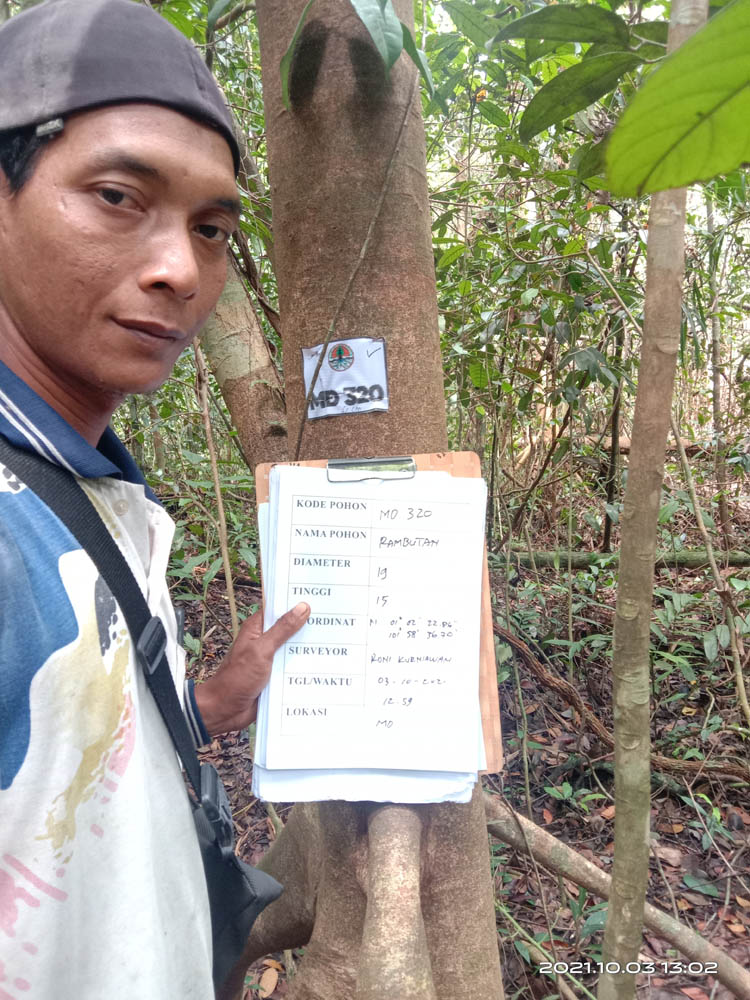 MD 320
KODE POHON MD 320
NAMA POHON RAMBUTAN
DIAMETER 19
TINGGI 15
ORDINAT N 01° 02' 22.86"
101° 58' 36.70"
SURVEYOR RONI KURNIAWAN
TGL/WAKTU 03-10-202
12.59
LOKASI MD
2021.10.03 13:02